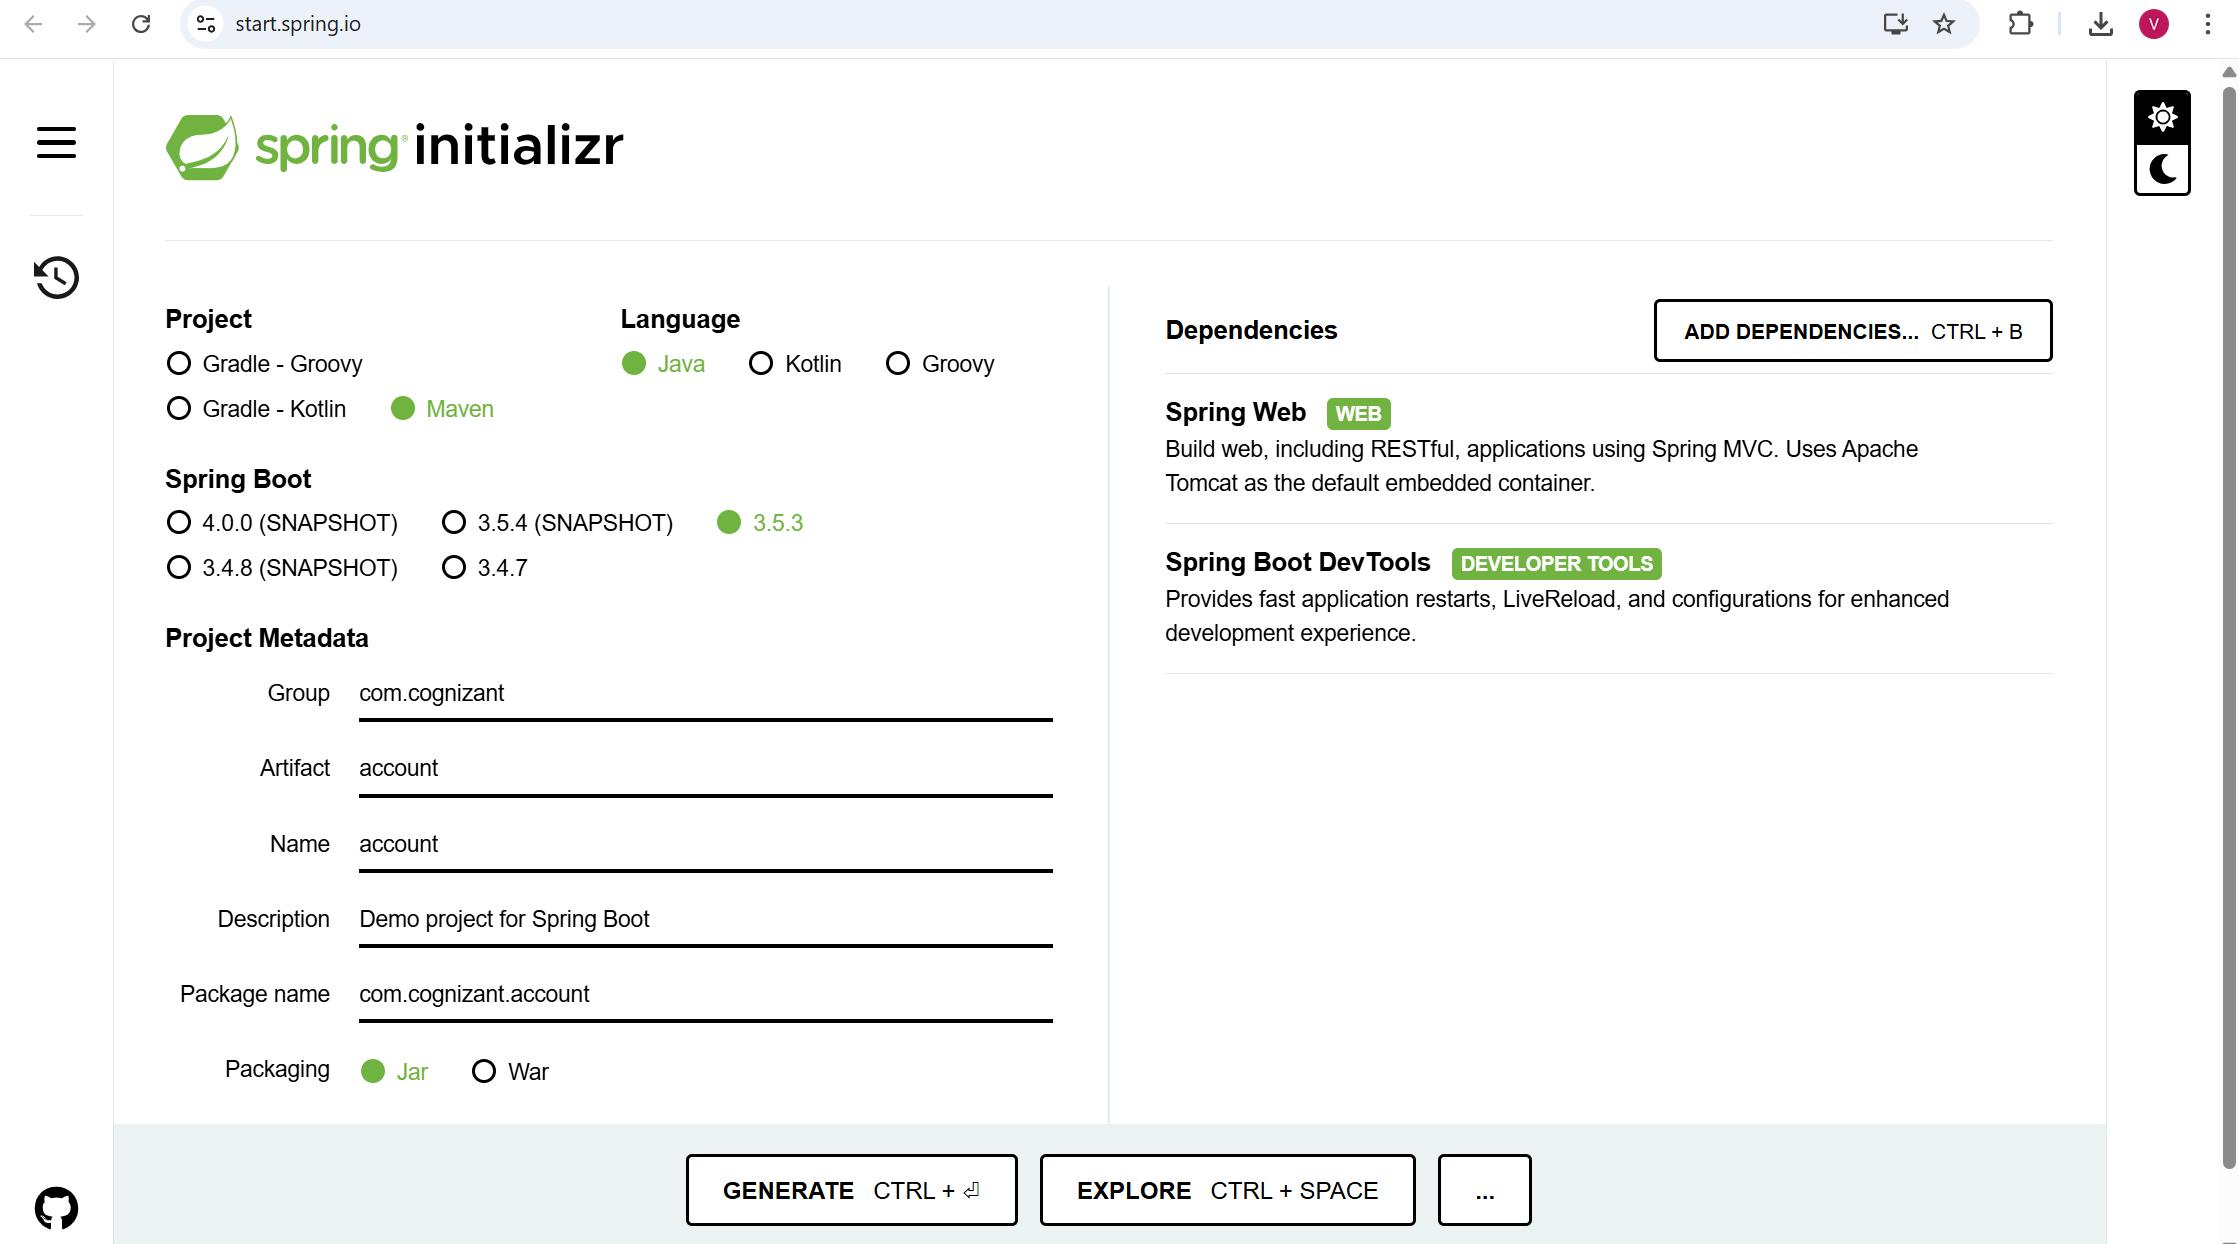 start.spring.io
V
spring initializr
Project
Gradle - Groovy
Gradle - Kotlin
Maven
Language
Java
Kotlin
Groovy
Spring Boot
4.0.0 (SNAPSHOT)
3.5.4 (SNAPSHOT)
3.5.3
3.4.8 (SNAPSHOT)
3.4.7
Project Metadata
Group com.cognizant
Artifact account
Name account
Description Demo project for Spring Boot
Package name com.cognizant.account
Packaging Jar War
Dependencies
ADD DEPENDENCIES... CTRL + B
Spring Web WEB
Build web, including RESTful, applications using Spring MVC. Uses Apache
Tomcat as the default embedded container.
Spring Boot DevTools DEVELOPER TOOLS
Provides fast application restarts, LiveReload, and configurations for enhanced
development experience.
GENERATE CTRL + ⏎
EXPLORE CTRL + SPACE
...